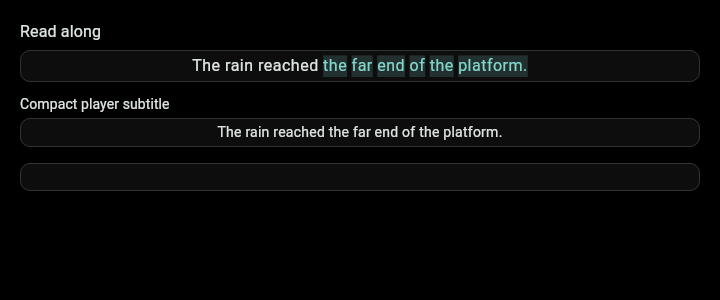 Read along
The rain reached the far end of the platform.
Compact player subtitle
The rain reached the far end of the platform.